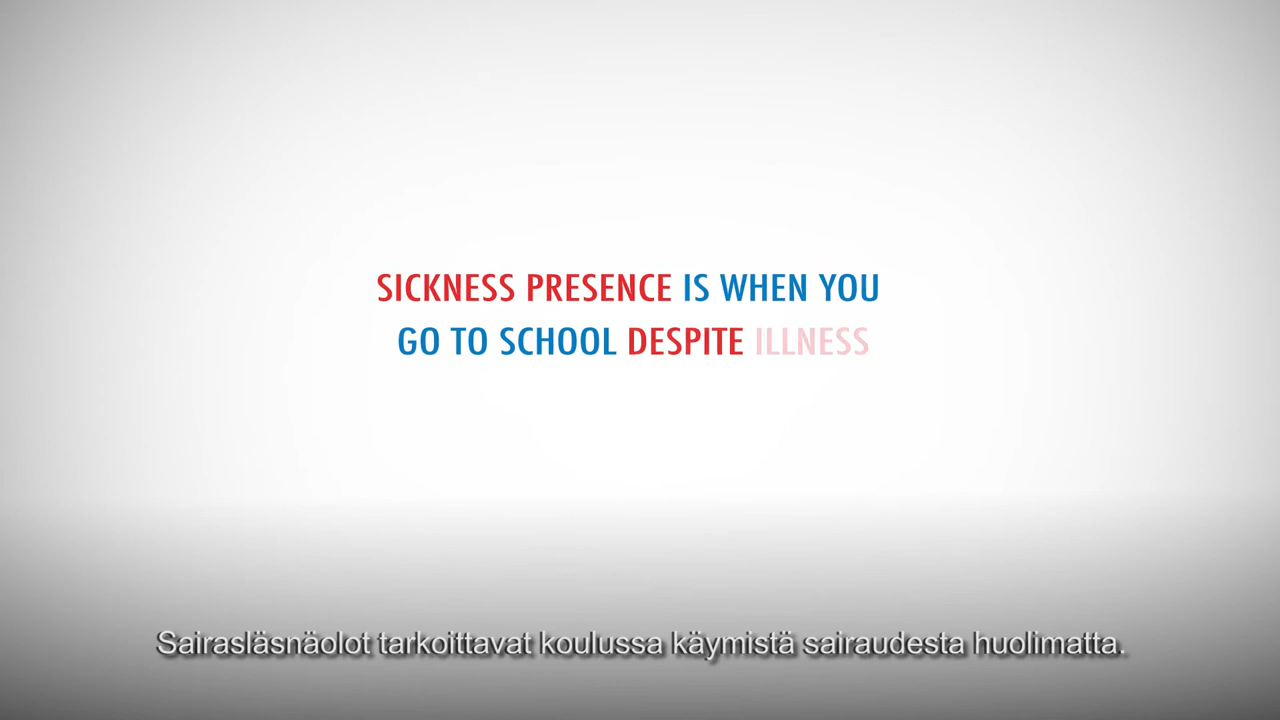 SICKNESS PRESENCE IS WHEN YOU
GO TO SCHOOL DESPITE ILLNESS
Sairasläsnäolot tarkoittavat koulussa käymistä sairaudesta huolimatta.